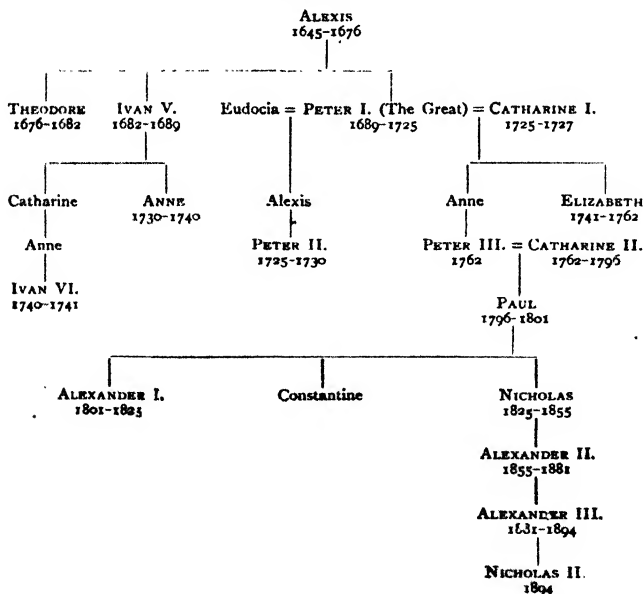 ALEXIS
1645-1676
THEODORE IVAN V. Eudocia = PETER I. (The Great) = CATHARINE I.
1676-1682 1682-1689 1689-1725 1725-1727
Catharine ANNE Alexis Anne ELIZABETH
1730-1740 1741-1762
Anne PETER II. PETER III. = CATHARINE II.
1725-1730 1762 1762-1796
IVAN VI.
1740-1741
PAUL
1796-1801
ALEXANDER I. Constantine NICHOLAS
1801-1825 1825-1855
ALEXANDER II.
1855-1881
ALEXANDER III.
1881-1894
NICHOLAS II.
1894